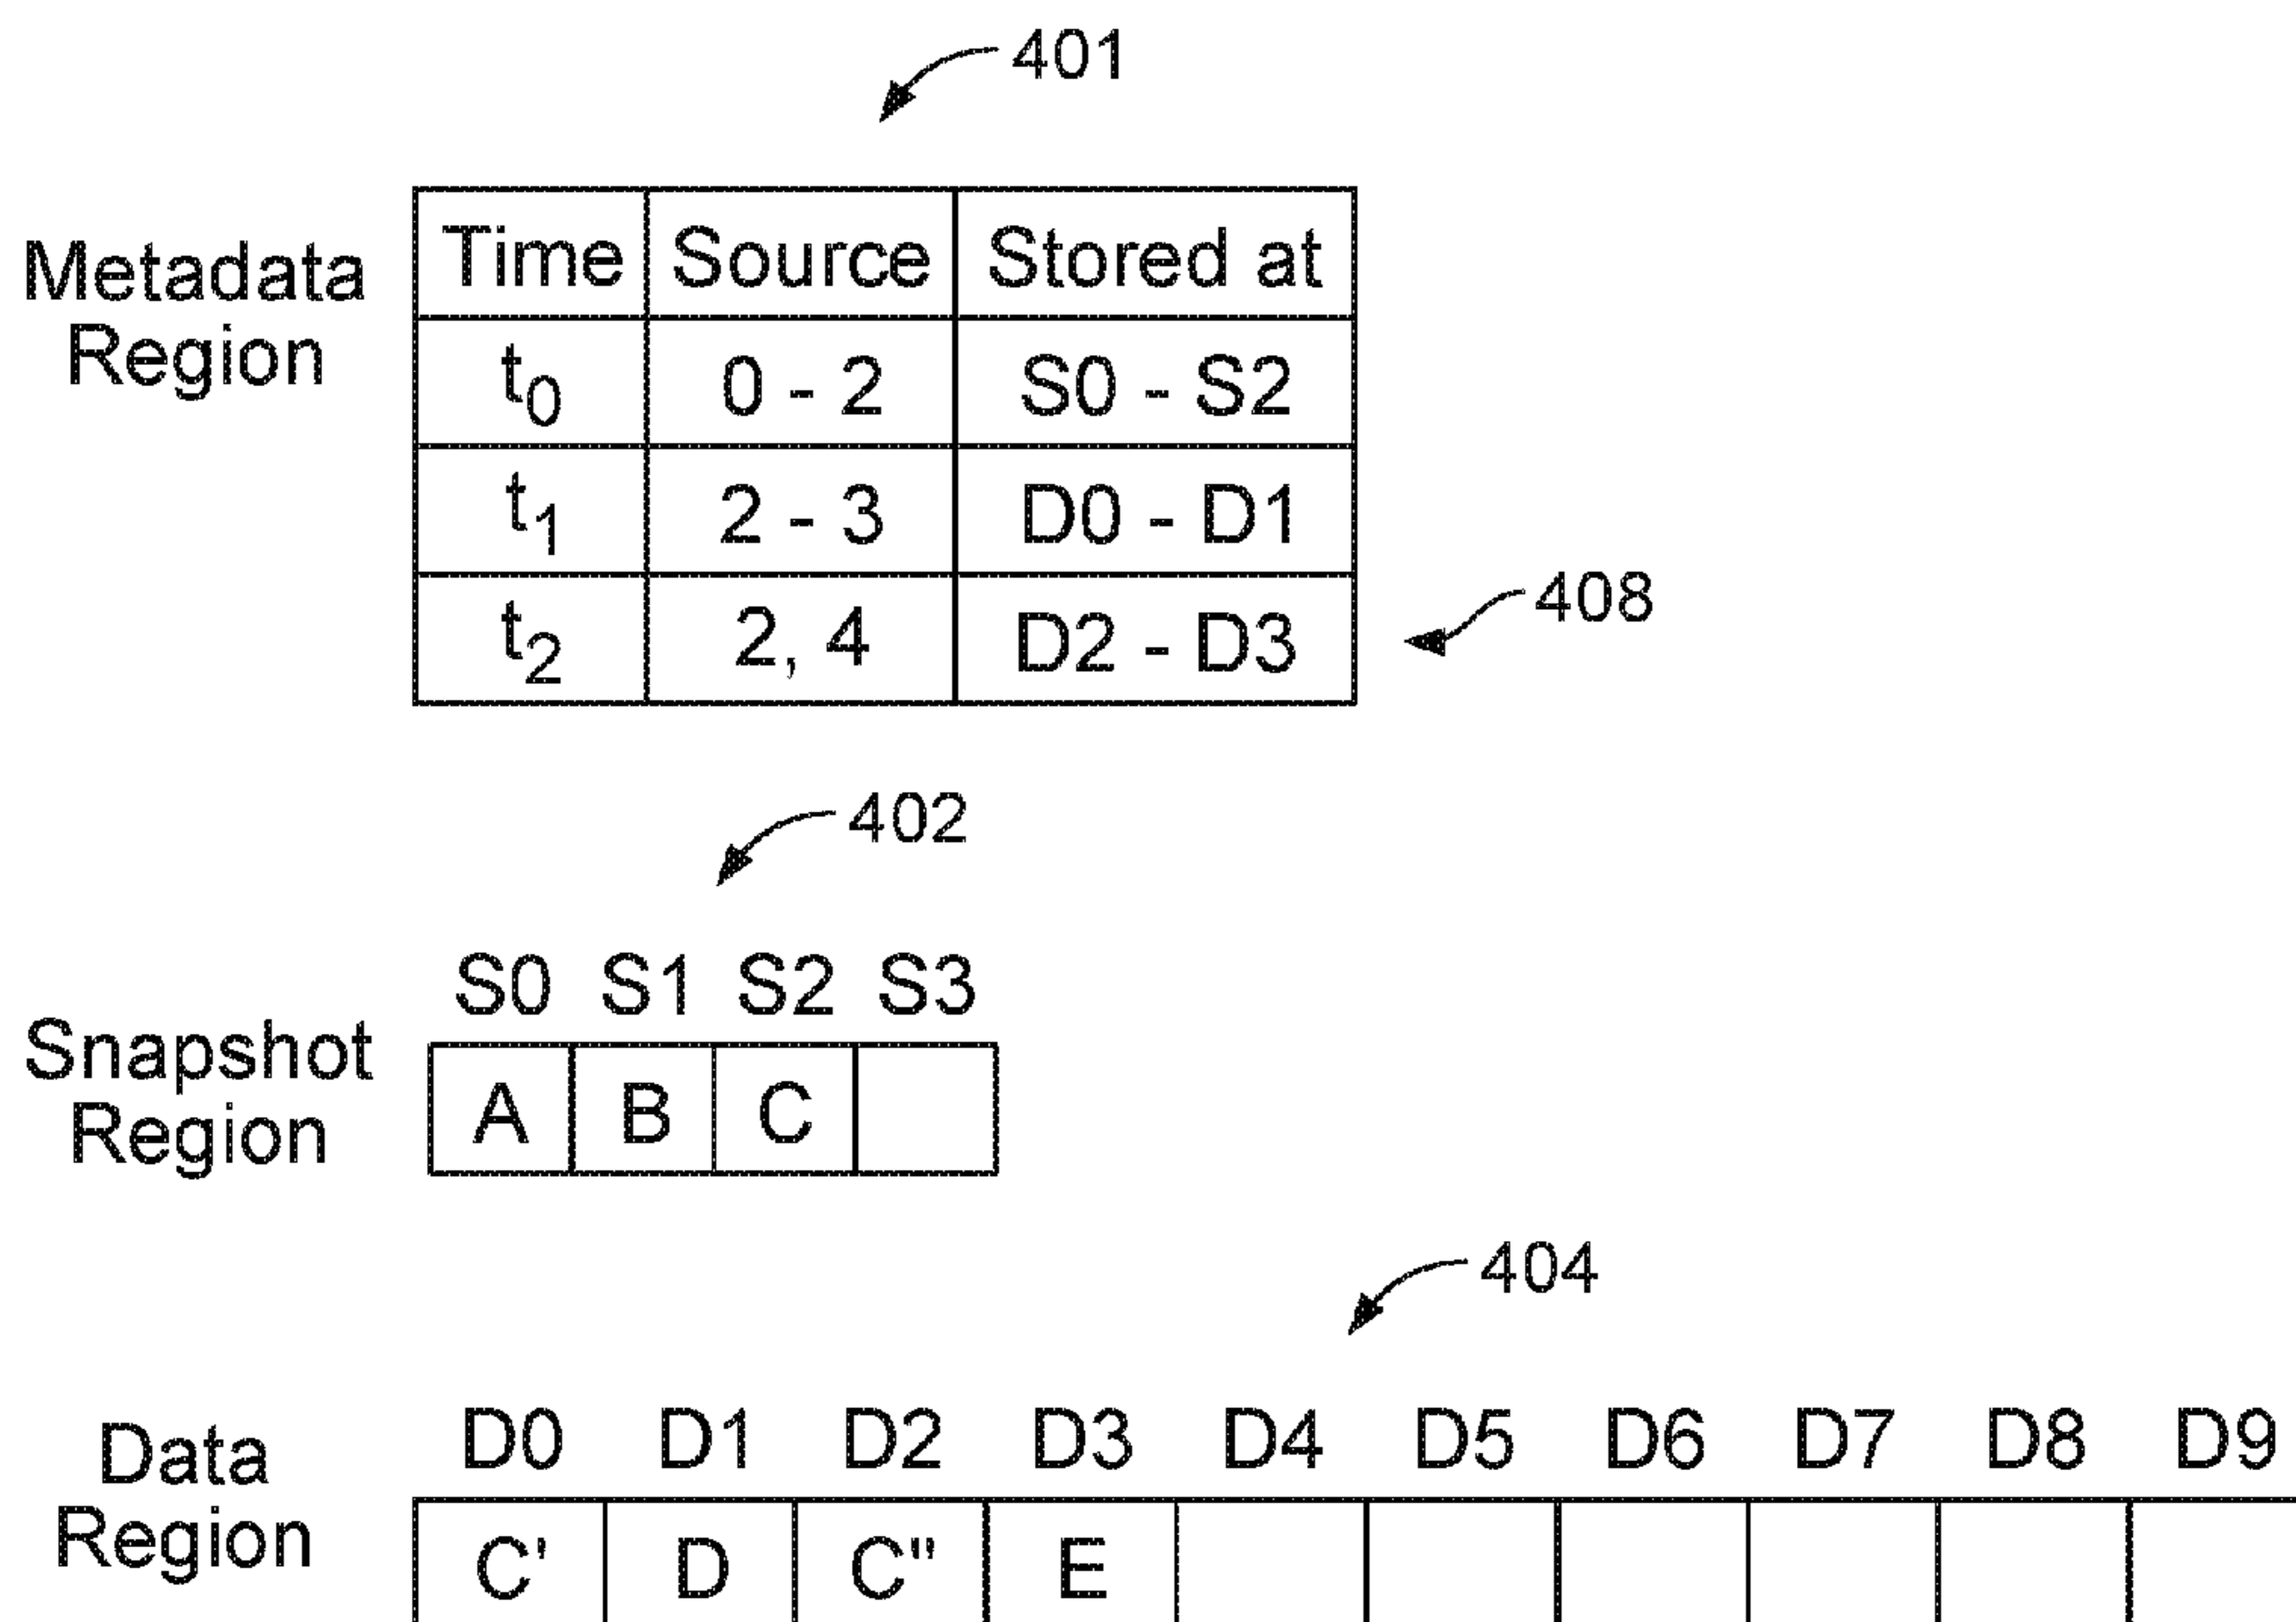 401
Metadata
Region
Time Source Stored at
t0 0 - 2 S0 - S2
t1 2 - 3 D0 - D1
t2 2, 4 D2 - D3
408
402
S0 S1 S2 S3
Snapshot
Region
A B C
404
Data
Region
D0 D1 D2 D3 D4 D5 D6 D7 D8 D9
C' D C" E